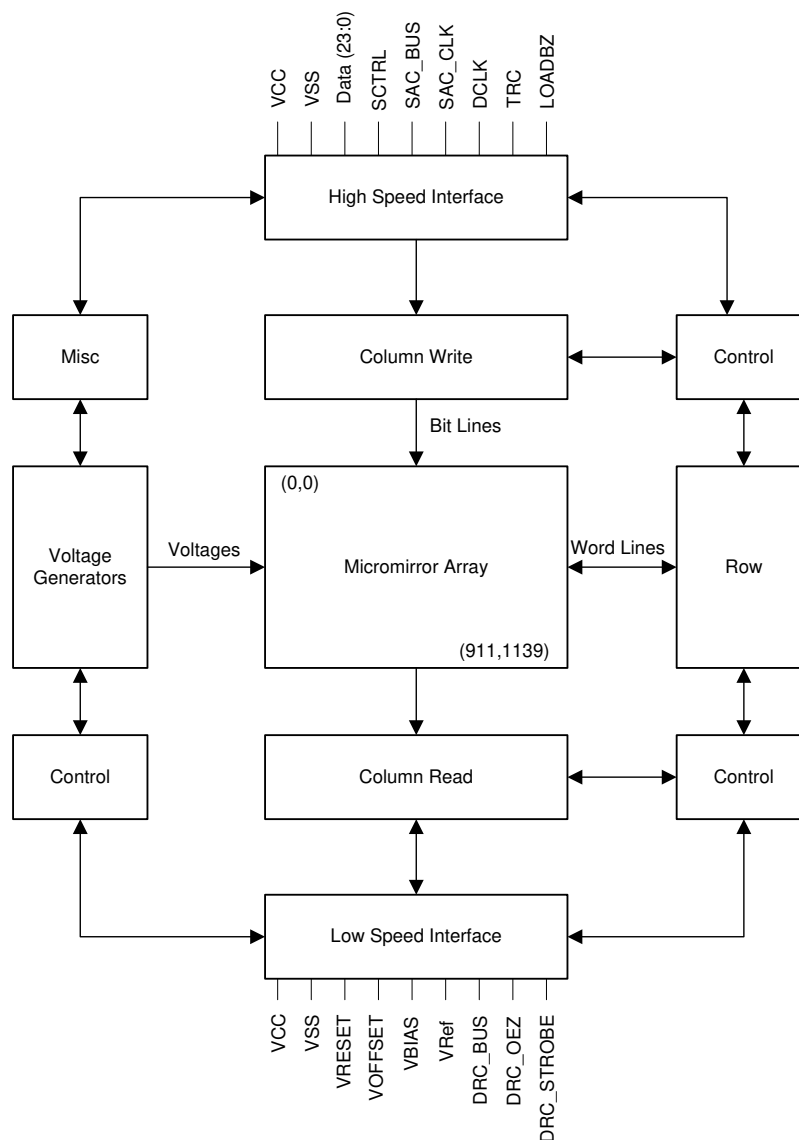 VCC
VSS
Data (23:0)
SCTRL
SAC_BUS
SAC_CLK
DCLK
TRC
LOADBZ
High Speed Interface
Misc
Column Write
Control
Bit Lines
(0,0)
Voltage
Generators
Voltages
Micromirror Array
Word Lines
Row
(911,1139)
Control
Column Read
Control
Low Speed Interface
VCC
VSS
VRESET
VOFFSET
VBIAS
VRef
DRC_BUS
DRC_OEZ
DRC_STROBE